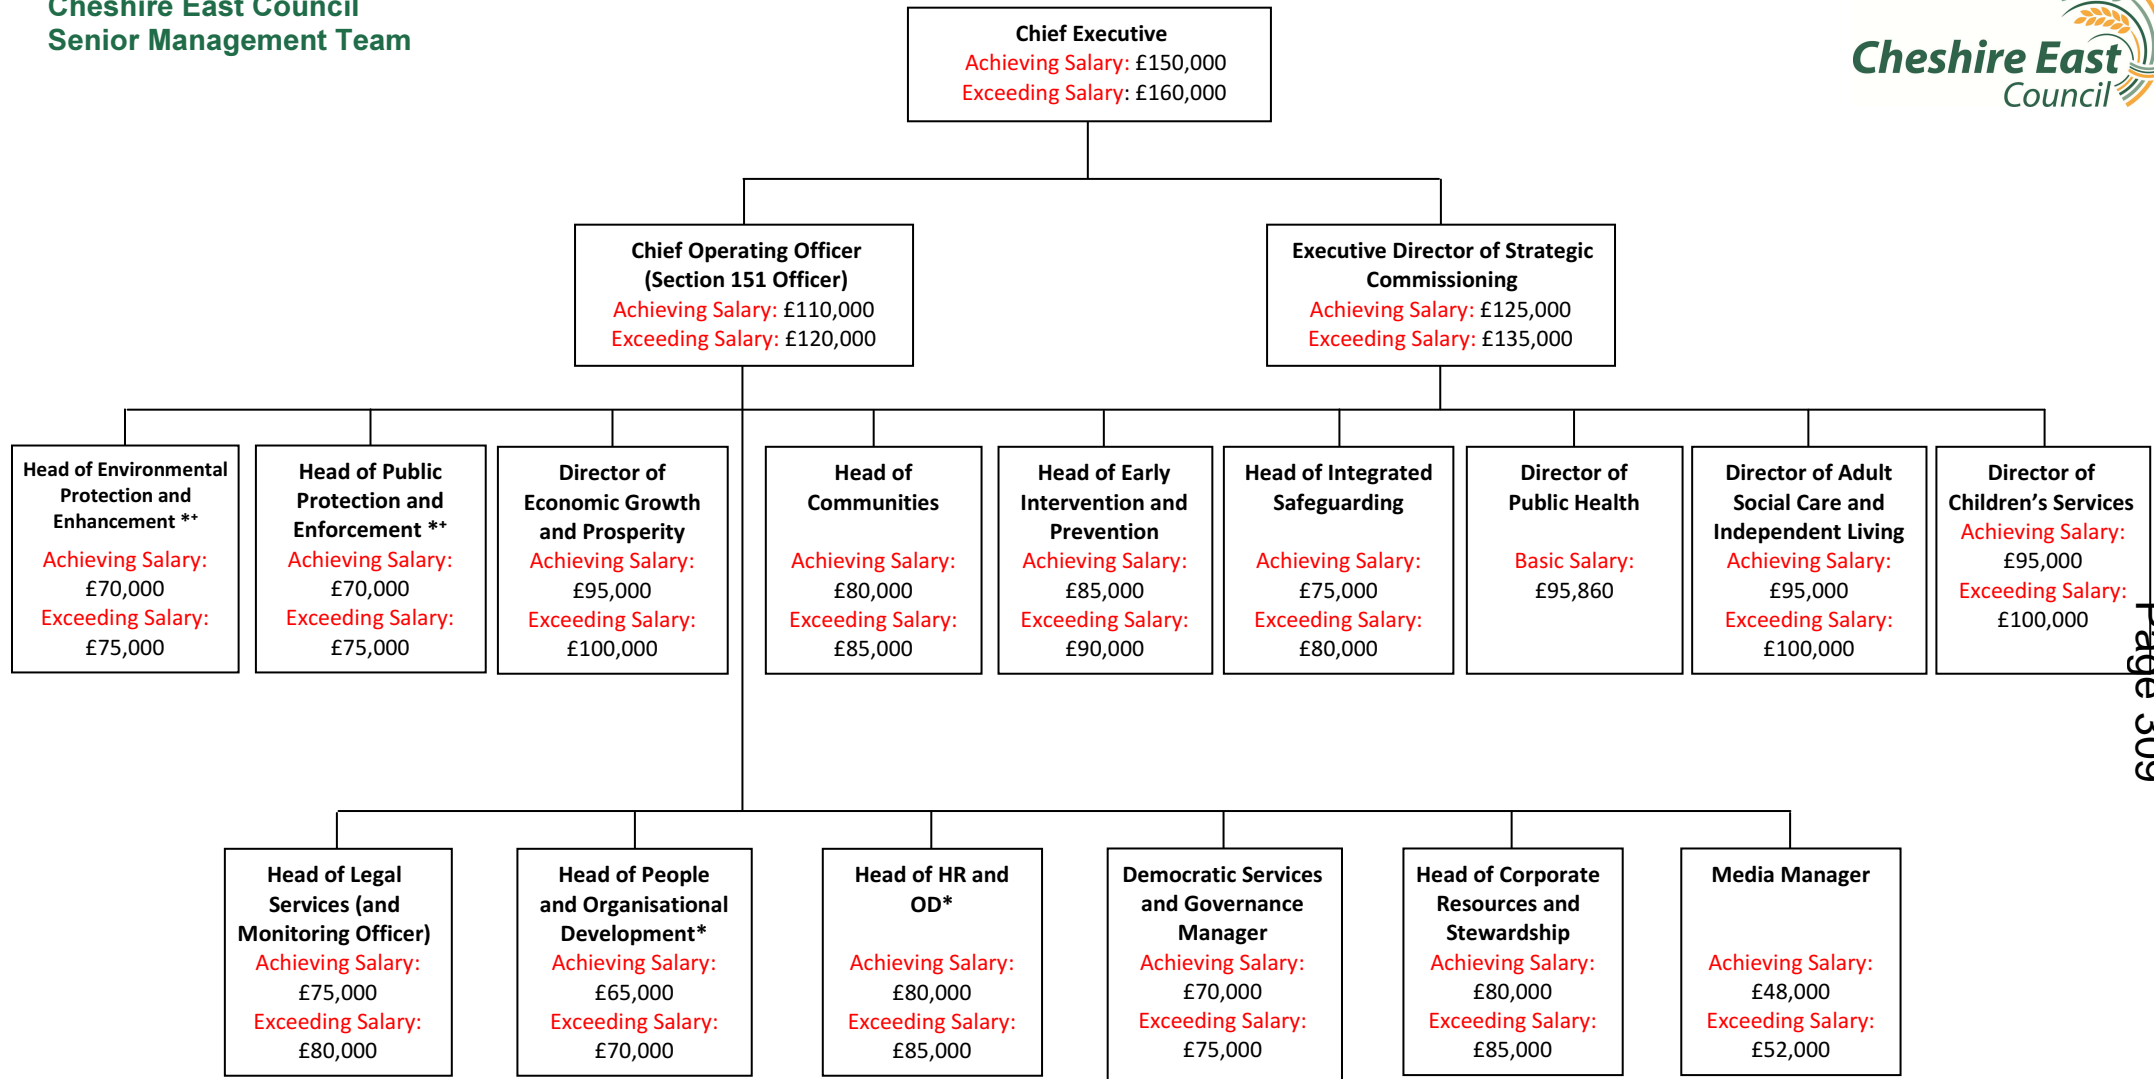 Cheshire East Council
Senior Management Team
Cheshire East
Council
Chief Executive
Achieving Salary: £150,000
Exceeding Salary: £160,000
Chief Operating Officer
(Section 151 Officer)
Achieving Salary: £110,000
Exceeding Salary: £120,000
Executive Director of Strategic
Commissioning
Achieving Salary: £125,000
Exceeding Salary: £135,000
Head of Environmental
Protection and
Enhancement *⁺
Achieving Salary:
£70,000
Exceeding Salary:
£75,000
Head of Public
Protection and
Enforcement *⁺
Achieving Salary:
£70,000
Exceeding Salary:
£75,000
Director of
Economic Growth
and Prosperity
Achieving Salary:
£95,000
Exceeding Salary:
£100,000
Head of
Communities
Achieving Salary:
£80,000
Exceeding Salary:
£85,000
Head of Early
Intervention and
Prevention
Achieving Salary:
£85,000
Exceeding Salary:
£90,000
Head of Integrated
Safeguarding
Achieving Salary:
£75,000
Exceeding Salary:
£80,000
Director of
Public Health
Basic Salary:
£95,860
Director of Adult
Social Care and
Independent Living
Achieving Salary:
£95,000
Exceeding Salary:
£100,000
Director of
Children’s Services
Achieving Salary:
£95,000
Exceeding Salary:
£100,000
Page 309
Head of Legal
Services (and
Monitoring Officer)
Achieving Salary:
£75,000
Exceeding Salary:
£80,000
Head of People
and Organisational
Development*
Achieving Salary:
£65,000
Exceeding Salary:
£70,000
Head of HR and
OD*
Achieving Salary:
£80,000
Exceeding Salary:
£85,000
Democratic Services
and Governance
Manager
Achieving Salary:
£70,000
Exceeding Salary:
£75,000
Head of Corporate
Resources and
Stewardship
Achieving Salary:
£80,000
Exceeding Salary:
£85,000
Media Manager
Achieving Salary:
£48,000
Exceeding Salary:
£52,000